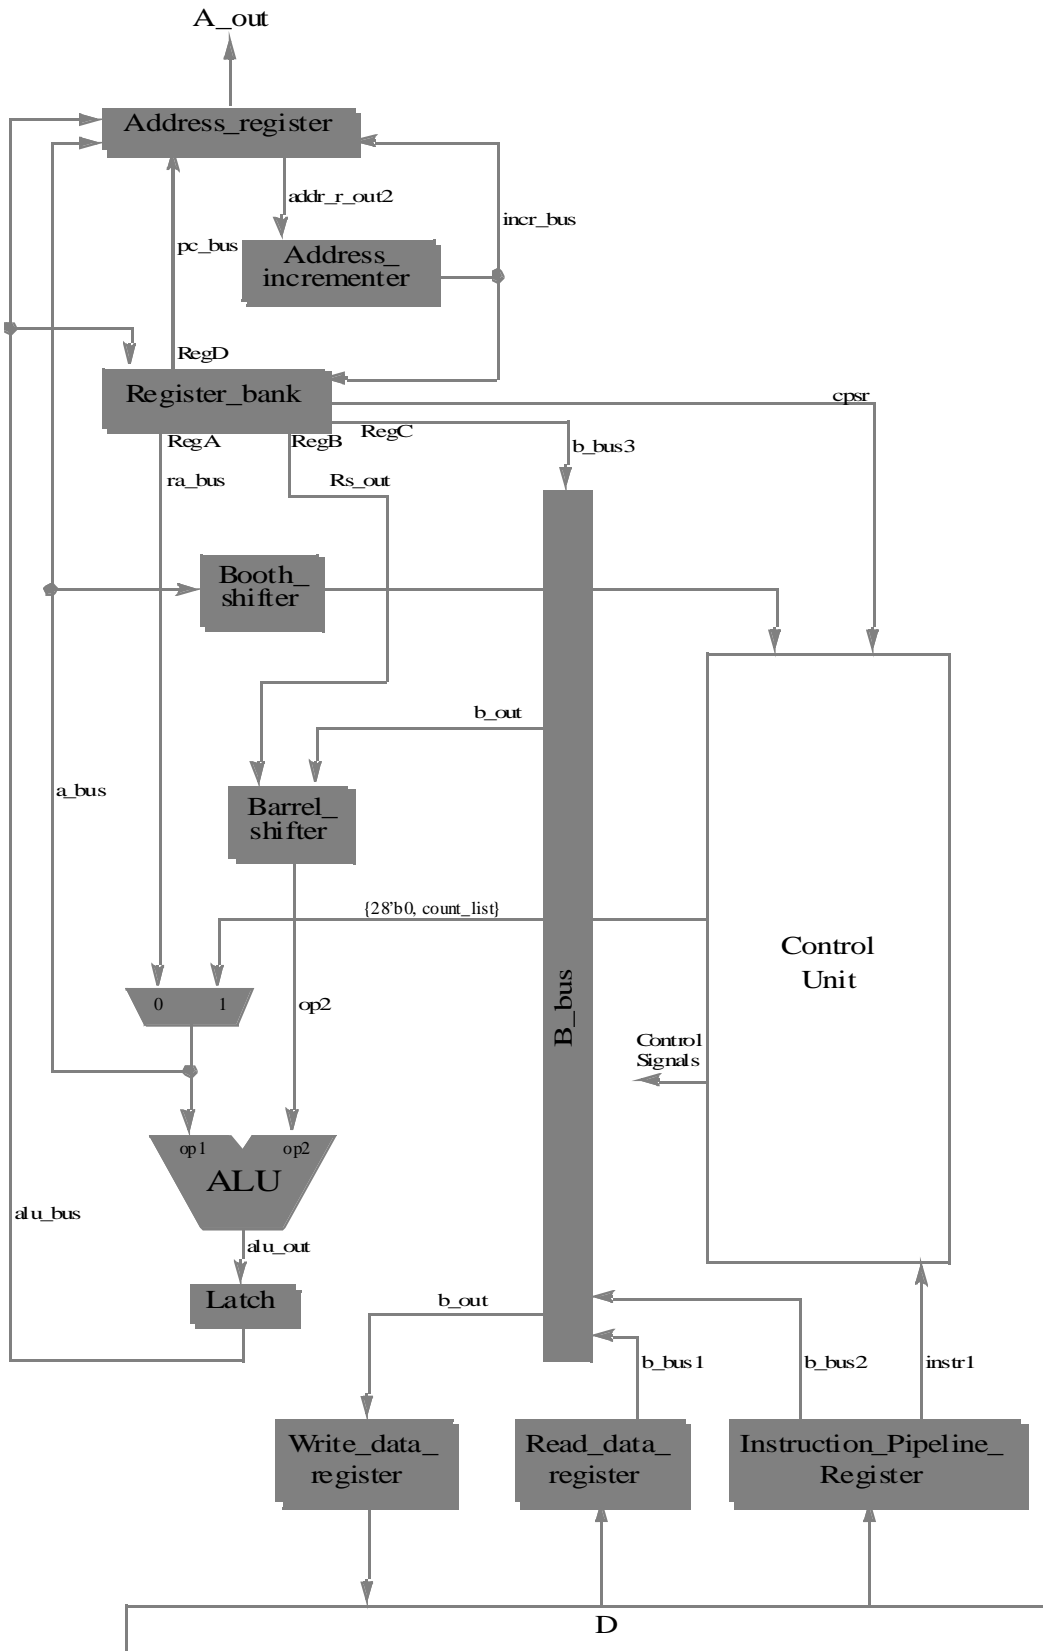 A_out
Address_register
addr_r_out2
incr_bus
pc_bus
Address_
incrementer
RegD
Register_bank
cpsr
RegA
RegB
RegC
b_bus3
ra_bus
Rs_out
Booth_
shifter
b_out
a_bus
Barrel_
shifter
{28'b0, count_list}
Control
Unit
0
1
op2
B_bus
Control
Signals
op1
op2
ALU
alu_bus
alu_out
Latch
b_out
b_bus1
b_bus2
instr1
Write_data_
register
Read_data_
register
Instruction_Pipeline_
Register
D